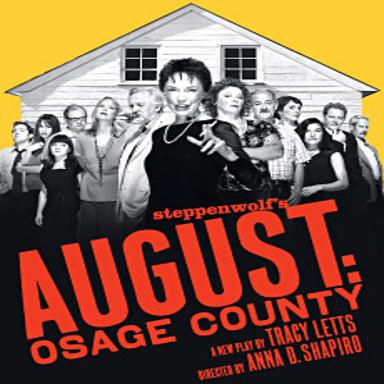 steppenwolf's
AUGUST:
OSAGE COUNTY
A NEW PLAY BY TRACY LETTS
DIRECTED BY ANNA D. SHAPIRO